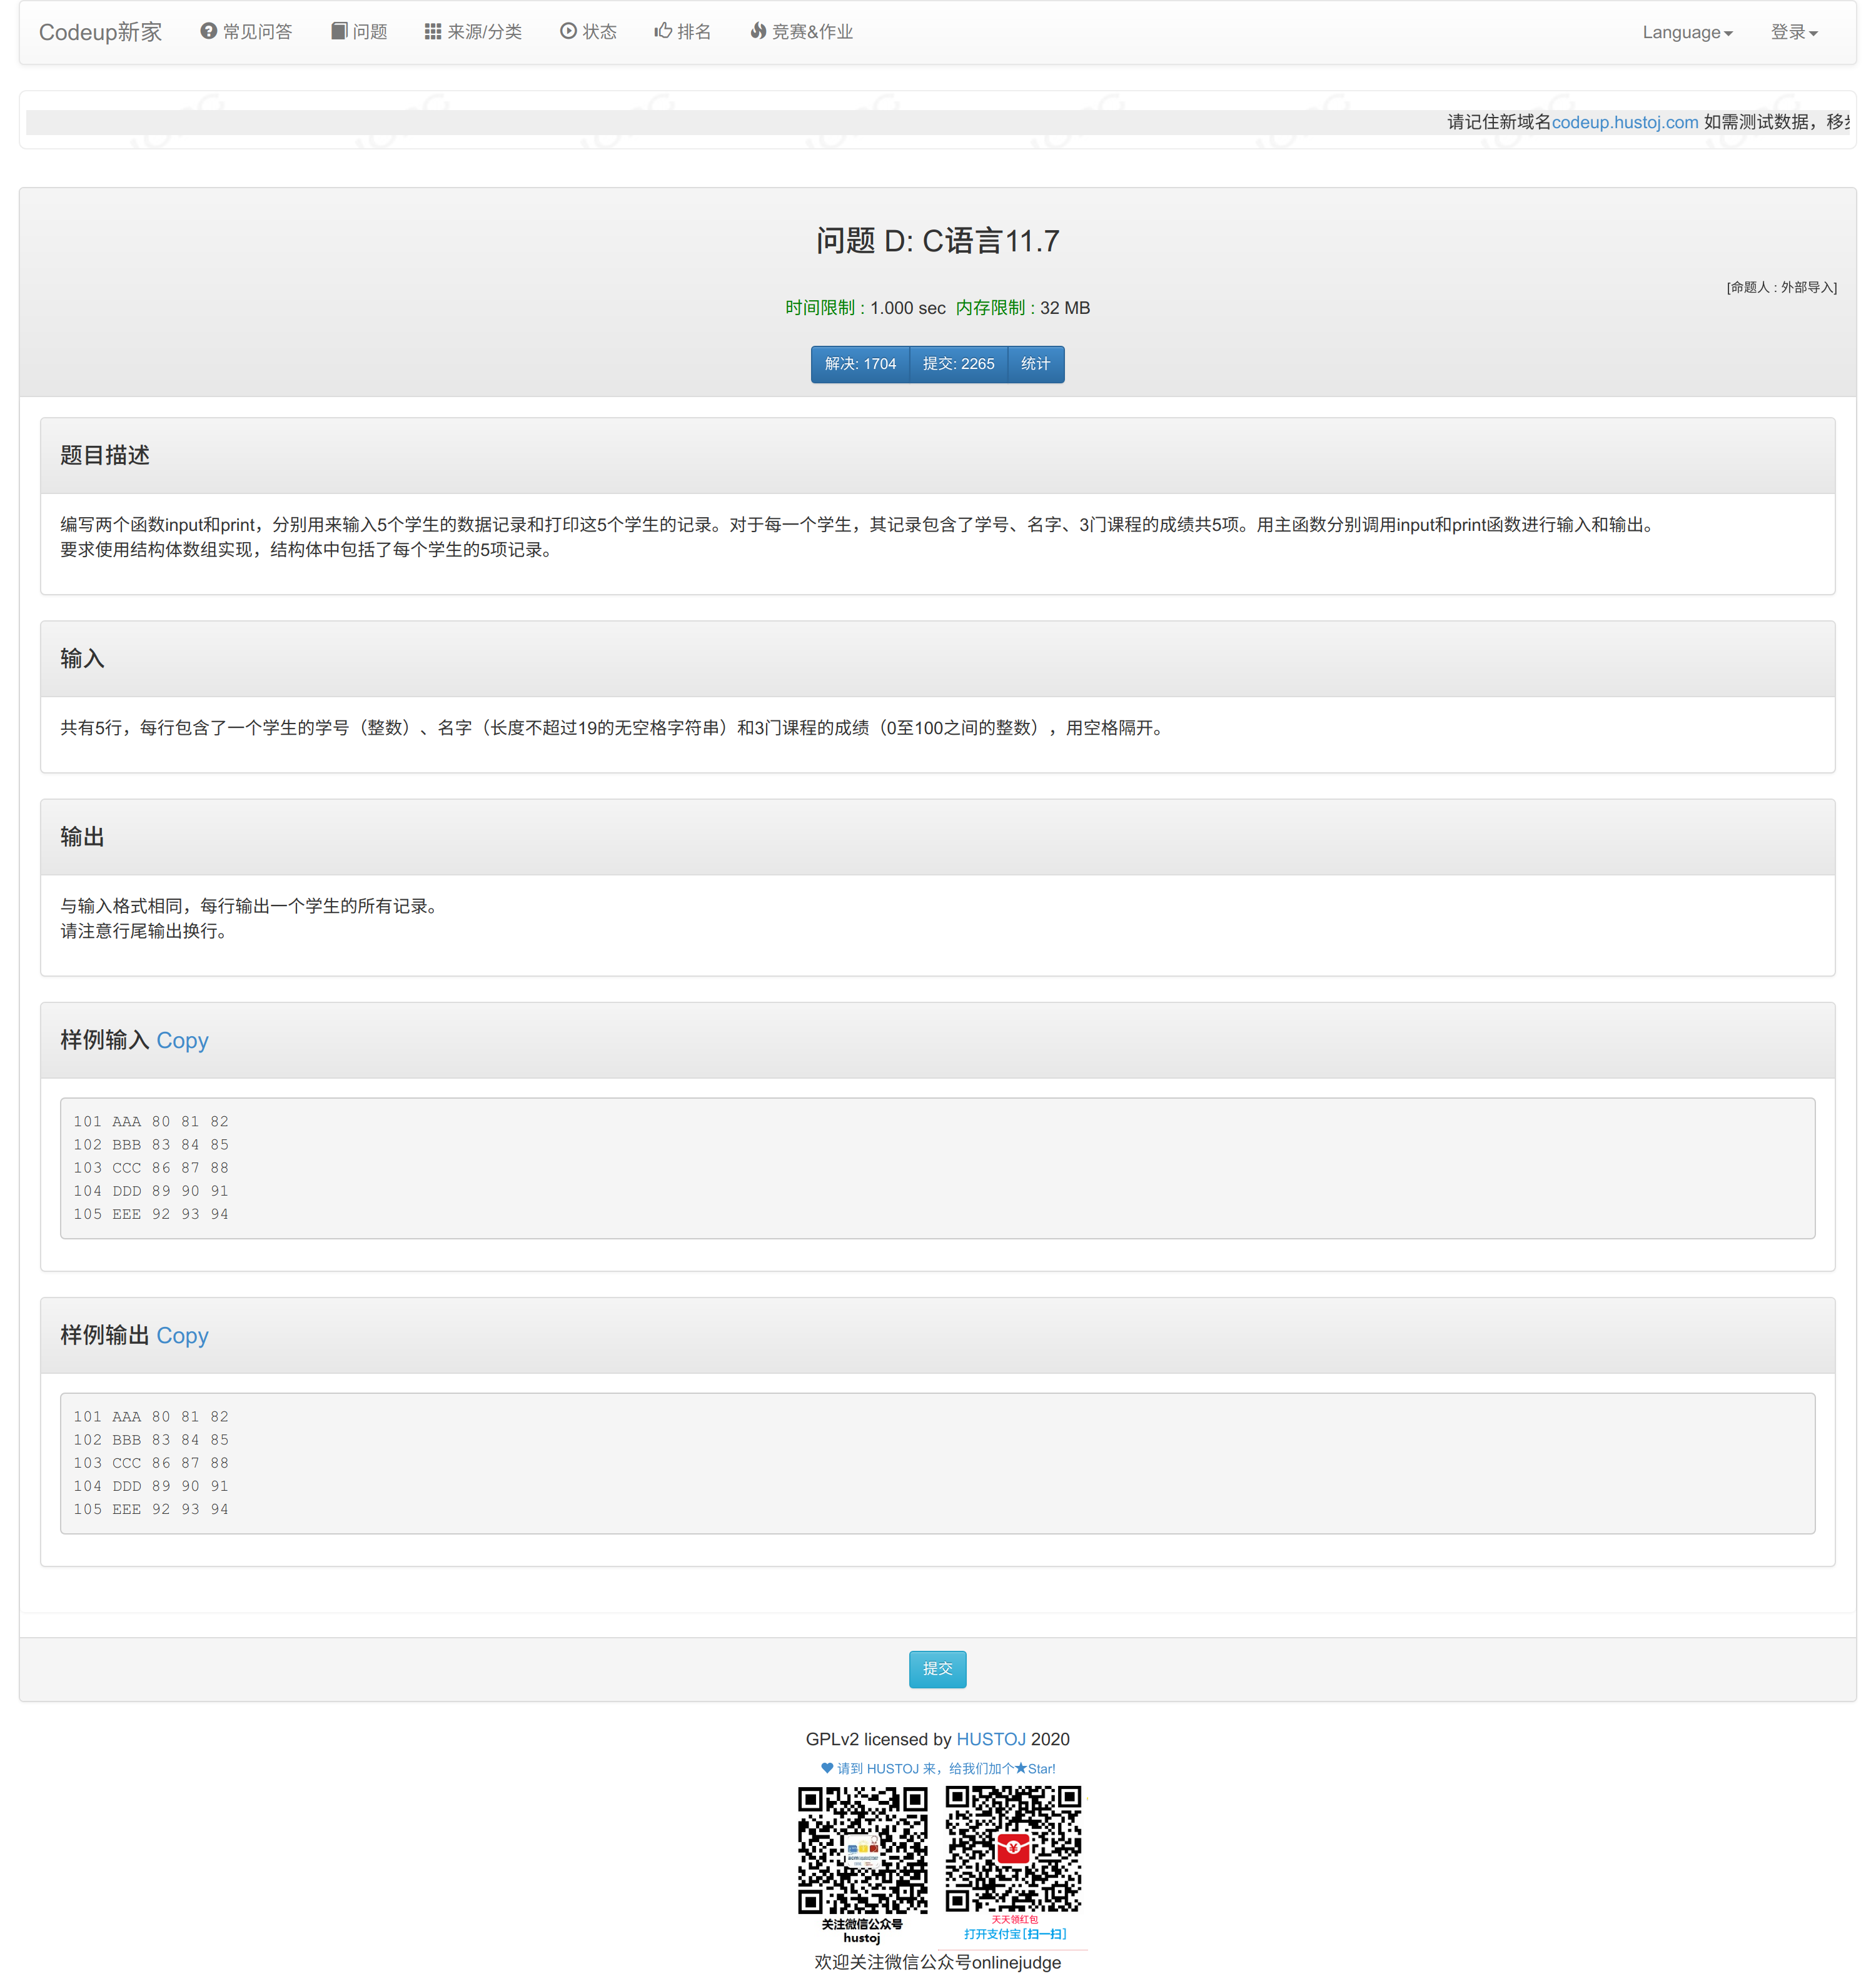 Codeup新家 常见问答 问题 来源/分类 状态 排名 竞赛&作业 Language 登录
请记住新域名codeup.hustoj.com 如需测试数据，移
问题 D: C语言11.7
[命题人 : 外部导入]
时间限制 : 1.000 sec 内存限制 : 32 MB
解决: 1704 提交: 2265 统计
题目描述
编写两个函数input和print，分别用来输入5个学生的数据记录和打印这5个学生的记录。对于每一个学生，其记录包含了学号、名字、3门课程的成绩共5项。用主函数分别调用input和print函数进行输入和输出。
要求使用结构体数组实现，结构体中包括了每个学生的5项记录。
输入
共有5行，每行包含了一个学生的学号（整数）、名字（长度不超过19的无空格字符串）和3门课程的成绩（0至100之间的整数），用空格隔开。
输出
与输入格式相同，每行输出一个学生的所有记录。
请注意行尾输出换行。
样例输入 Copy
101 AAA 80 81 82
102 BBB 83 84 85
103 CCC 86 87 88
104 DDD 89 90 91
105 EEE 92 93 94
样例输出 Copy
101 AAA 80 81 82
102 BBB 83 84 85
103 CCC 86 87 88
104 DDD 89 90 91
105 EEE 92 93 94
提交
GPLv2 licensed by HUSTOJ 2020
请到 HUSTOJ 来，给我们加个★Star!
关注微信公众号
hustoj
天天领红包
打开支付宝[扫一扫]
欢迎关注微信公众号onlinejudge